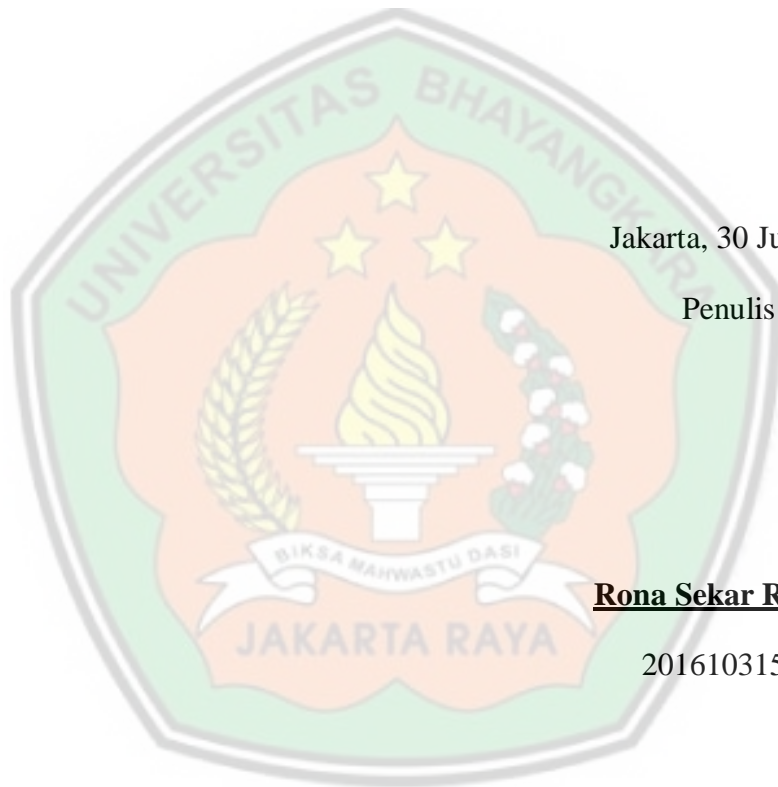 UNIVERSITAS BHAYANGKARA
Jakarta, 30 Ju
Penulis
BIKSA MAHWASTU DASI
Rona Sekar R
JAKARTA RAYA
201610315